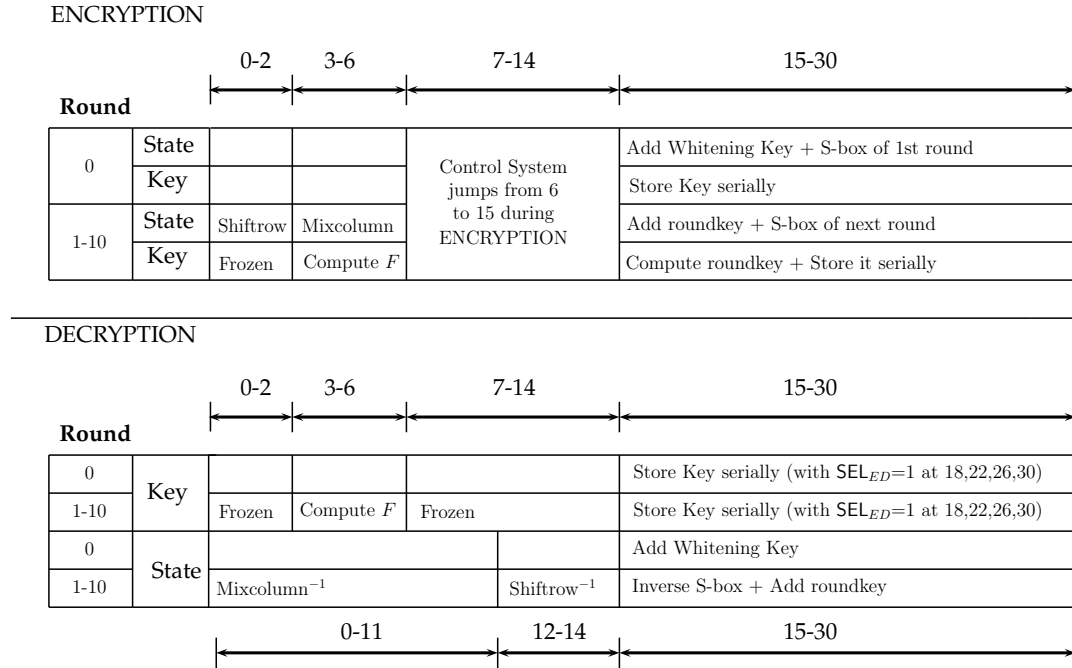 ENCRYPTION
0-2 3-6 7-14 15-30
Round
0 State Add Whitening Key + S-box of 1st round
Key Store Key serially
Control System
jumps from 6
to 15 during
ENCRYPTION
1-10 State Shiftrow Mixcolumn Add roundkey + S-box of next round
Key Frozen Compute F Compute roundkey + Store it serially
DECRYPTION
0-2 3-6 7-14 15-30
Round
0 Key Store Key serially (with SEL_ED=1 at 18,22,26,30)
1-10 Frozen Compute F Frozen Store Key serially (with SEL_ED=1 at 18,22,26,30)
0 State Add Whitening Key
1-10 Mixcolumn⁻¹ Shiftrow⁻¹ Inverse S-box + Add roundkey
0-11 12-14 15-30